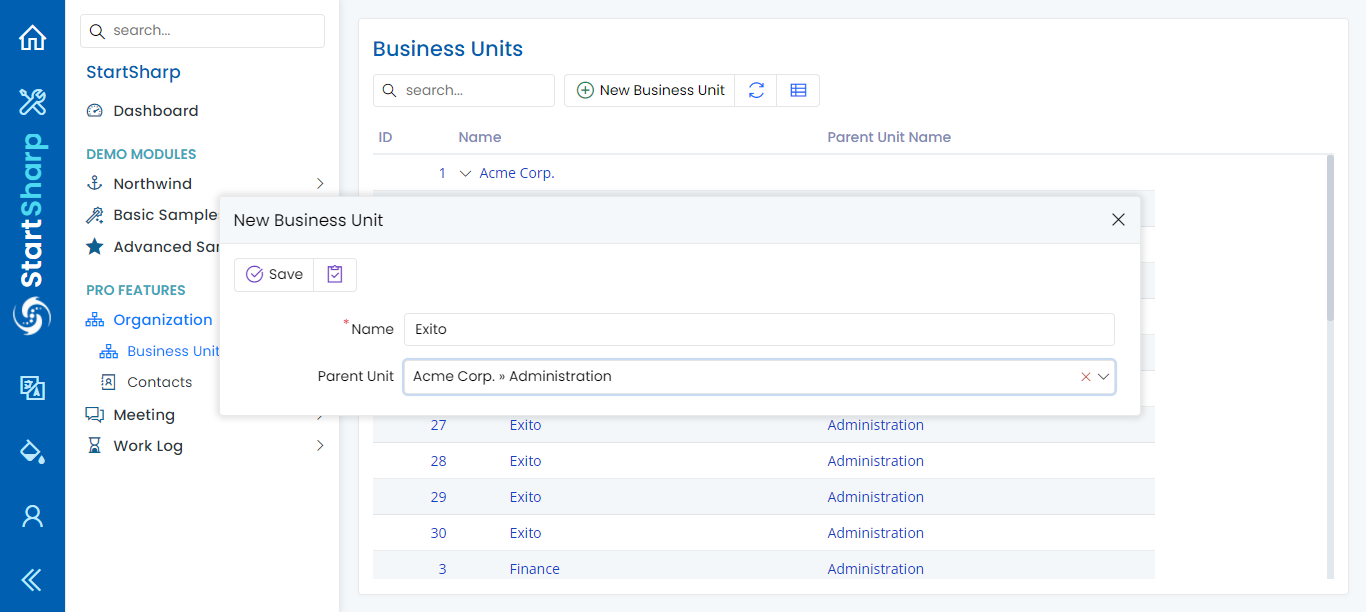 StartSharp
search...
StartSharp
Dashboard
DEMO MODULES
Northwind
Basic Sample
Advanced Sar
PRO FEATURES
Organization
Business Unit
Contacts
Meeting
Work Log
Business Units
search...
New Business Unit
ID Name Parent Unit Name
1 Acme Corp.
New Business Unit
Save
* Name Exito
Parent Unit Acme Corp. » Administration
27 Exito Administration
28 Exito Administration
29 Exito Administration
30 Exito Administration
3 Finance Administration